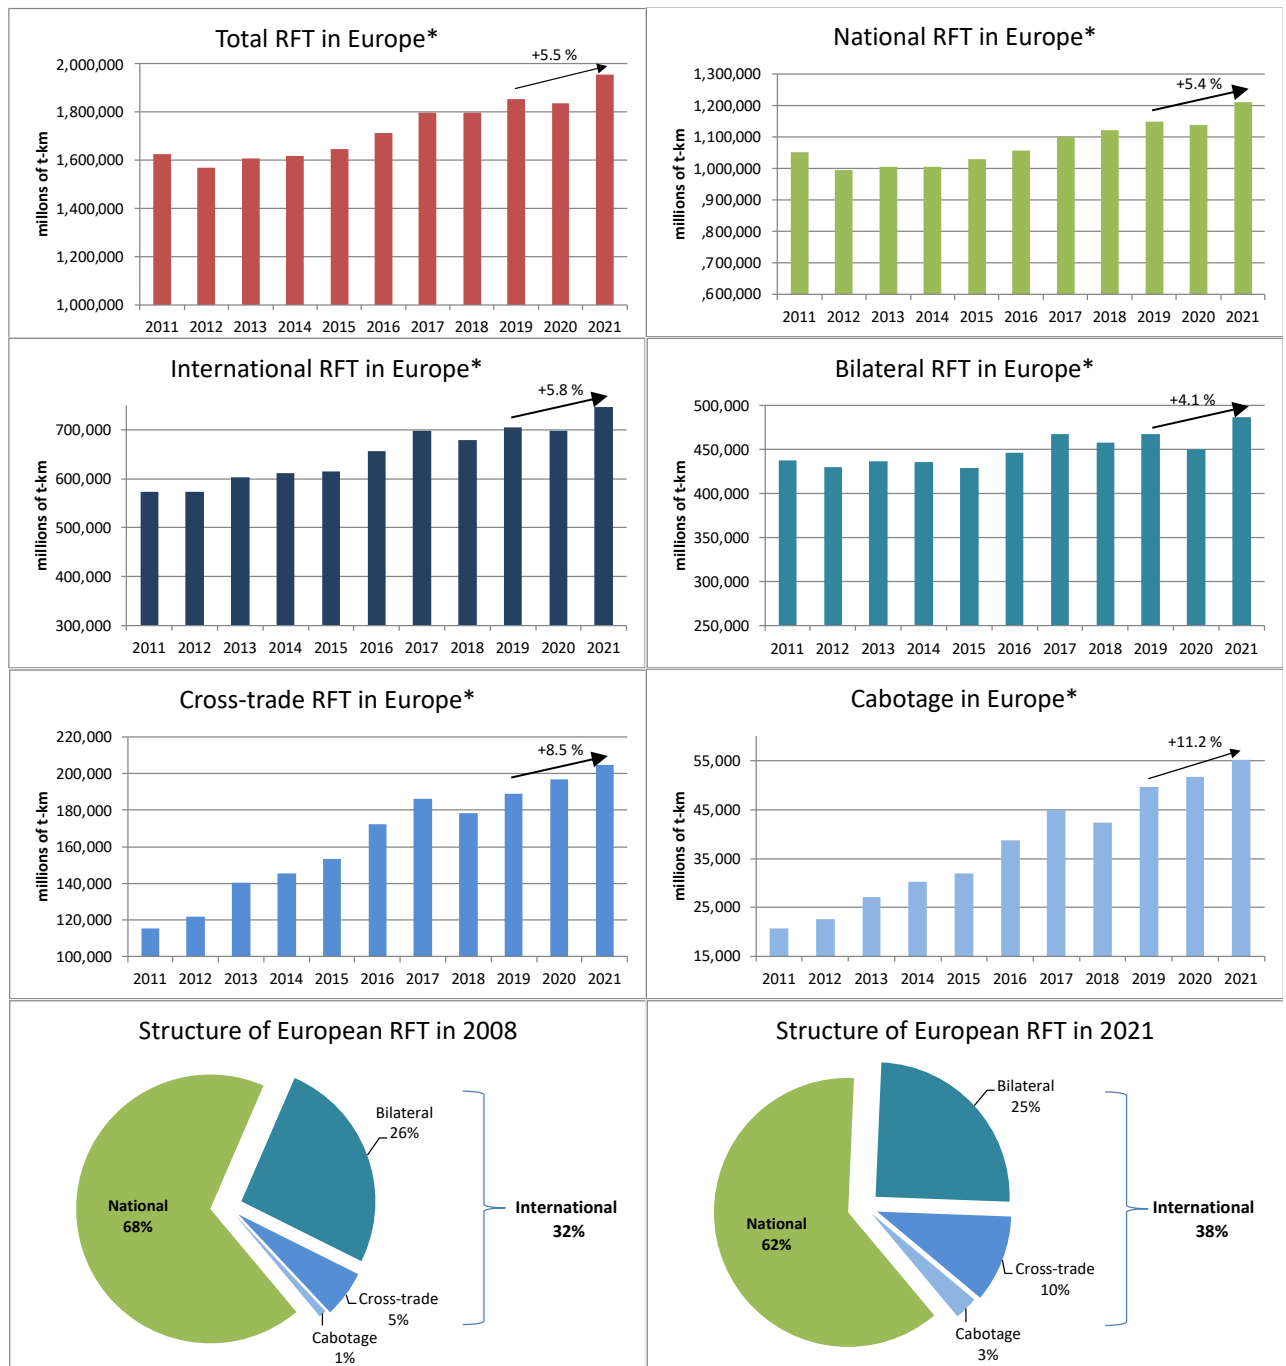 Total RFT in Europe*
+5.5 %
millons of t-km
2,000,000
1,800,000
1,600,000
1,400,000
1,200,000
1,000,000
2011 2012 2013 2014 2015 2016 2017 2018 2019 2020 2021
National RFT in Europe*
+5.4 %
millions of t-km
1,300,000
1,200,000
1,100,000
1,000,000
,900,000
,800,000
,700,000
,600,000
2011 2012 2013 2014 2015 2016 2017 2018 2019 2020 2021
International RFT in Europe*
+5.8 %
millions of t-km
700,000
600,000
500,000
400,000
300,000
2011 2012 2013 2014 2015 2016 2017 2018 2019 2020 2021
Bilateral RFT in Europe*
+4.1 %
millions of t-km
500,000
450,000
400,000
350,000
300,000
250,000
2011 2012 2013 2014 2015 2016 2017 2018 2019 2020 2021
Cross-trade RFT in Europe*
+8.5 %
millions of t-km
220,000
200,000
180,000
160,000
140,000
120,000
100,000
2011 2012 2013 2014 2015 2016 2017 2018 2019 2020 2021
Cabotage in Europe*
+11.2 %
millions of t-km
55,000
45,000
35,000
25,000
15,000
2011 2012 2013 2014 2015 2016 2017 2018 2019 2020 2021
Structure of European RFT in 2008
Bilateral
26%
National
68%
International
32%
Cross-trade
5%
Cabotage
1%
Structure of European RFT in 2021
Bilateral
25%
National
62%
International
38%
Cross-trade
10%
Cabotage
3%